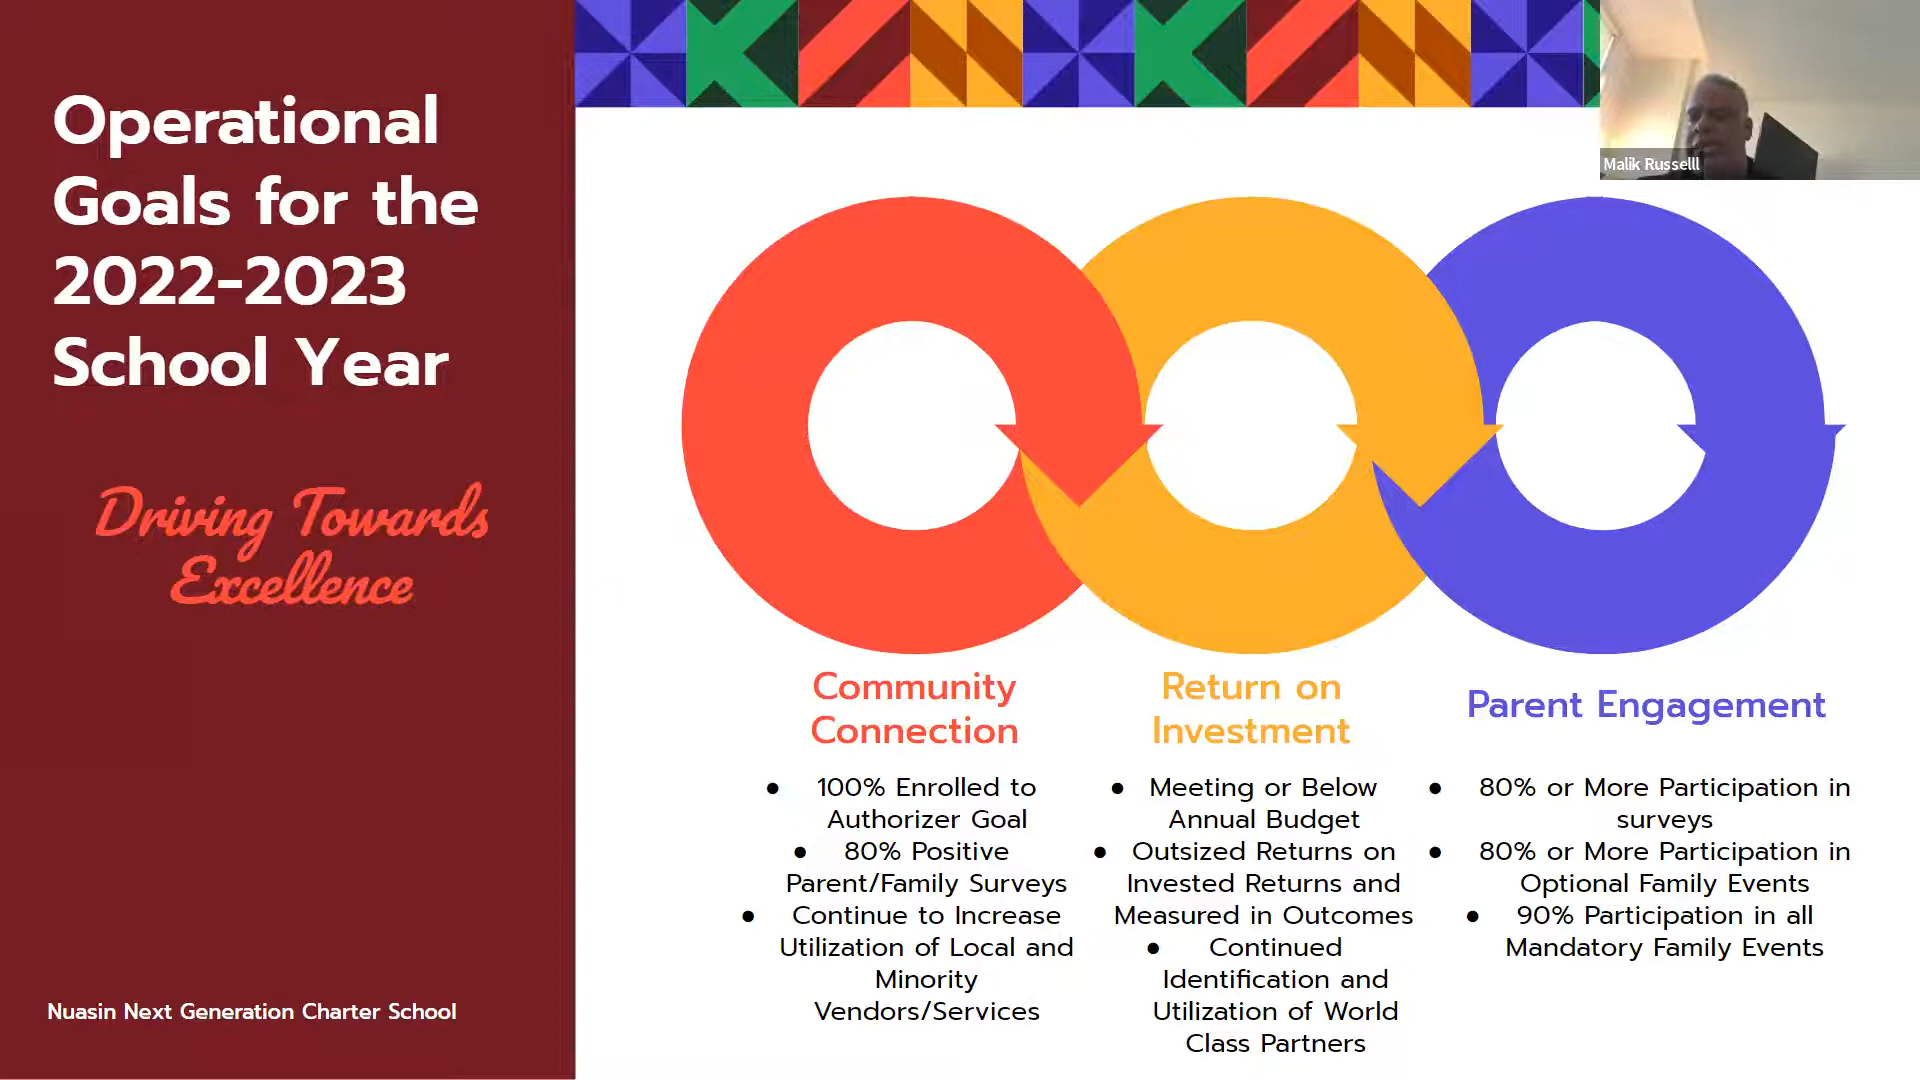 Operational
Goals for the
2022-2023
School Year
Driving Towards
Excellence
Nuasin Next Generation Charter School
Malik Russelll
Community
Connection
● 100% Enrolled to
Authorizer Goal
● 80% Positive
Parent/Family Surveys
● Continue to Increase
Utilization of Local and
Minority
Vendors/Services
Return on
Investment
● Meeting or Below
Annual Budget
● Outsized Returns on
Invested Returns and
Measured in Outcomes
● Continued
Identification and
Utilization of World
Class Partners
Parent Engagement
● 80% or More Participation in
surveys
● 80% or More Participation in
Optional Family Events
● 90% Participation in all
Mandatory Family Events